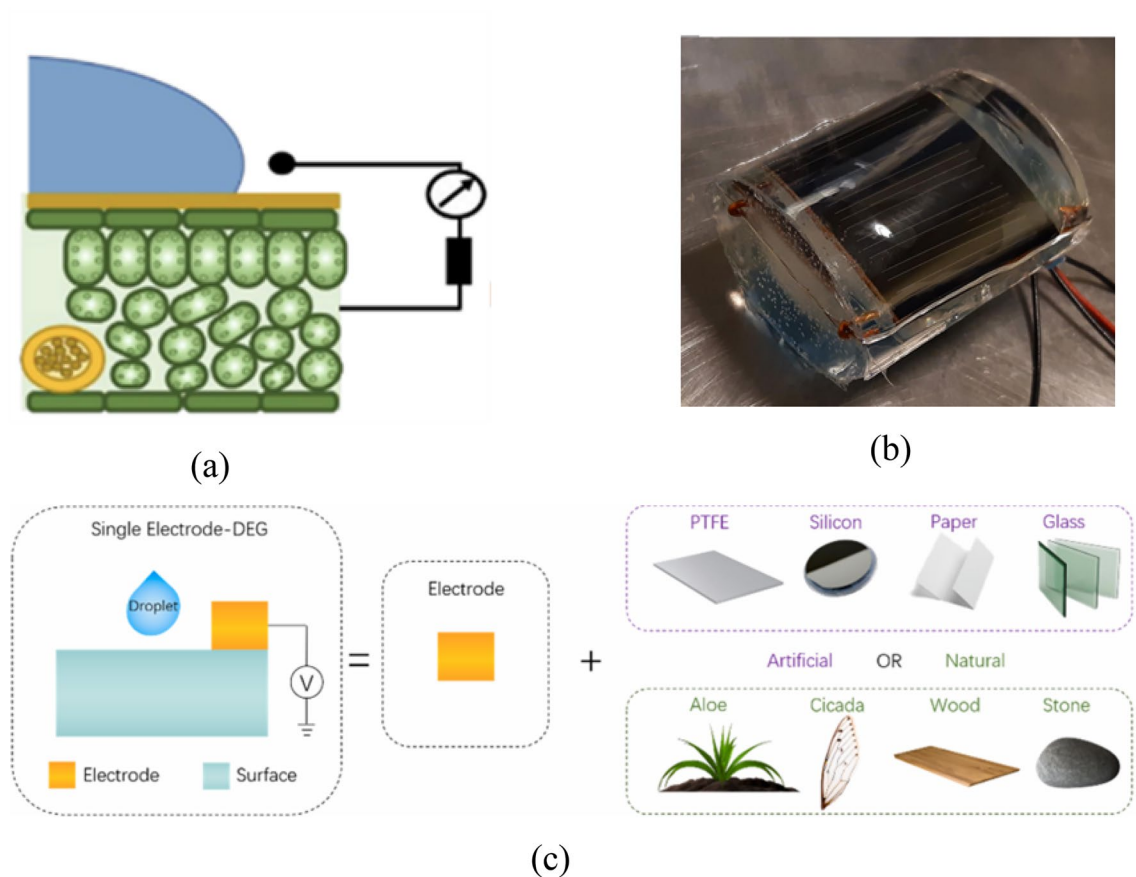 (a)
(b)
Single Electrode-DEG
Droplet
V
Electrode
Surface
=
Electrode
+
PTFE Silicon Paper Glass
Artificial OR Natural
Aloe Cicada Wood Stone
(c)